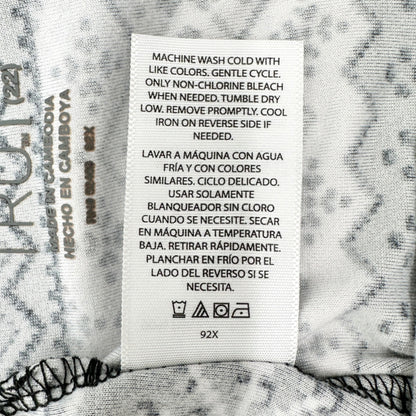 MACHINE WASH COLD WITH
LIKE COLORS. GENTLE CYCLE.
ONLY NON-CHLORINE BLEACH
WHEN NEEDED. TUMBLE DRY
LOW. REMOVE PROMPTLY. COOL
IRON ON REVERSE SIDE IF
NEEDED.
LAVAR A MÁQUINA CON AGUA
FRÍA Y CON COLORES
SIMILARES. CICLO DELICADO.
USAR SOLAMENTE
BLANQUEADOR SIN CLORO
CUANDO SE NECESITE. SECAR
EN MÁQUINA A TEMPERATURA
BAJA. RETIRAR RÁPIDAMENTE.
PLANCHAR EN FRÍO POR EL
LADO DEL REVERSO SI SE
NECESITA.
92X
(22)
MADE IN CAMBODIA
HECHO EN CAMBOYA
92X